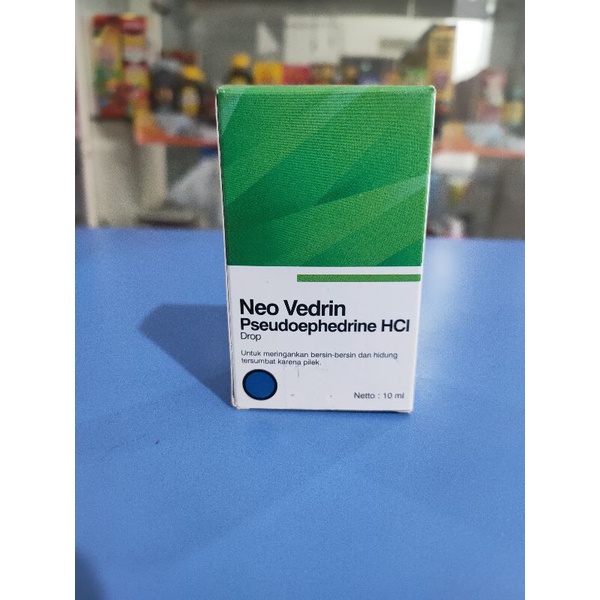 Neo Vedrin
Pseudoephedrine HCl
Drop
Untuk meringankan bersin-bersin dan hidung
tersumbat karena pilek.
Netto : 10 ml